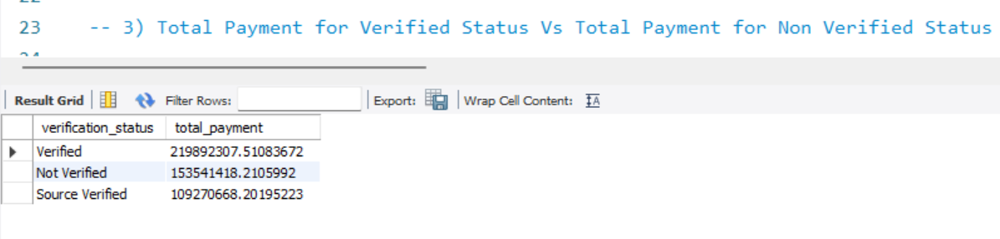 23 -- 3) Total Payment for Verified Status Vs Total Payment for Non Verified Status
Result Grid Filter Rows: Export: Wrap Cell Content: IA
verification_status total_payment
Verified 219892307.51083672
Not Verified 153541418.2105992
Source Verified 109270668.20195223